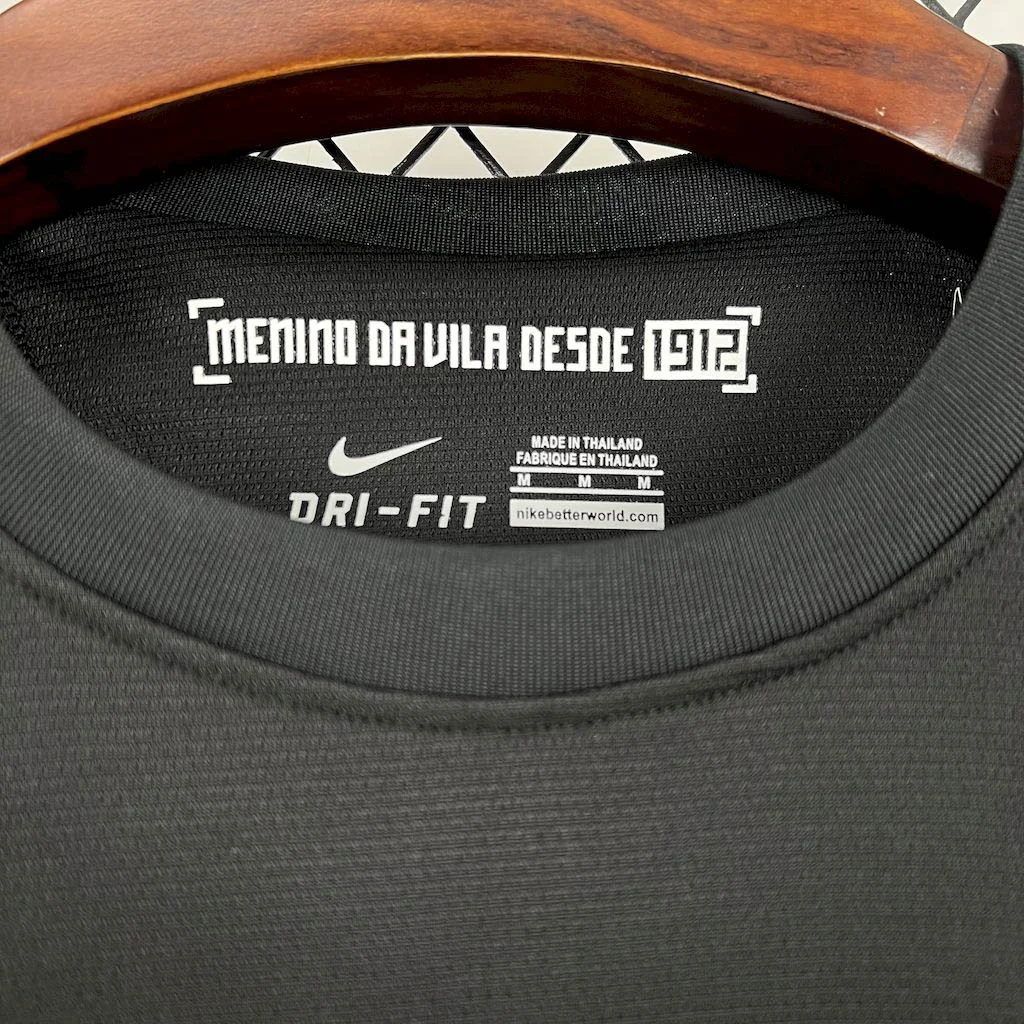 MENINO DA VILA DESDE 1912
DRI-FIT
MADE IN THAILAND
FABRIQUE EN THAILAND
M M M
nikebetterworld.com